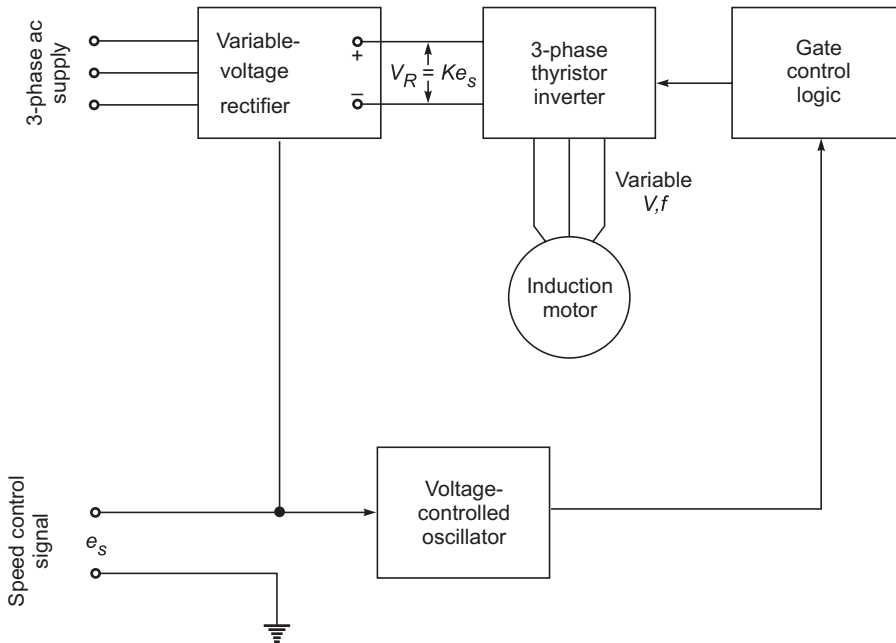 3-phase ac
supply
Variable-
voltage
rectifier
+
–
V_R = Ke_s
3-phase
thyristor
inverter
Gate
control
logic
Variable
V,f
Induction
motor
Speed control
signal
e_s
Voltage-
controlled
oscillator